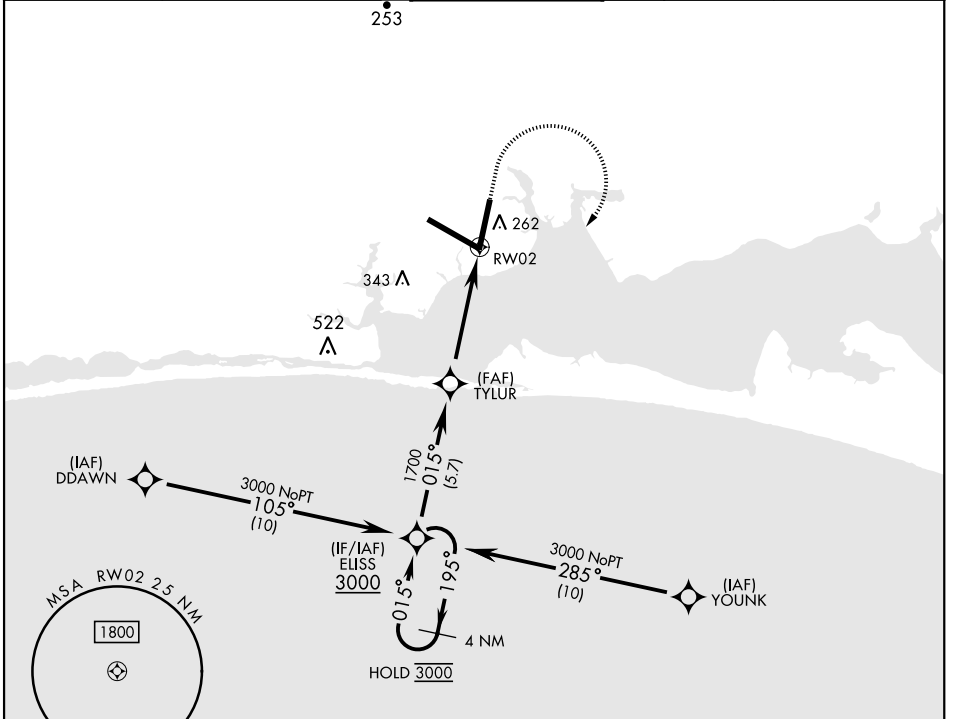 253
262
RW02
343
522
(FAF)
TYLUR
1700
015°
(5.7)
(IAF)
DDAWN
3000 NoPT
105°
(10)
(IF/IAF)
ELISS
3000
3000 NoPT
285°
(10)
(IAF)
YOUNK
015°
195°
4 NM
HOLD 3000
MSA RW02 25 NM
1800